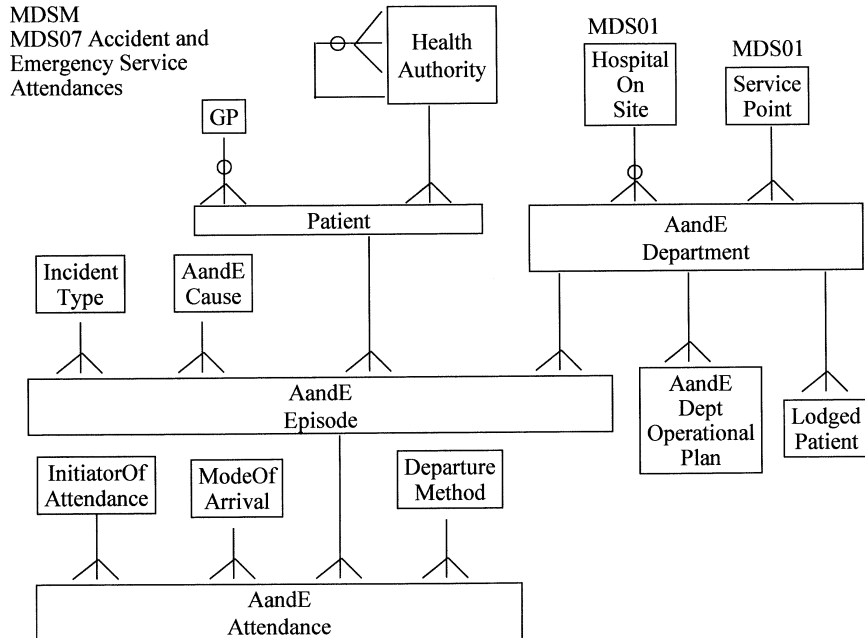 MDSM
MDS07 Accident and
Emergency Service
Attendances
Health
Authority
MDS01
Hospital
On
Site
MDS01
Service
Point
GP
Patient
AandE
Department
Incident
Type
AandE
Cause
AandE
Episode
AandE
Dept
Operational
Plan
Lodged
Patient
InitiatorOf
Attendance
ModeOf
Arrival
Departure
Method
AandE
Attendance